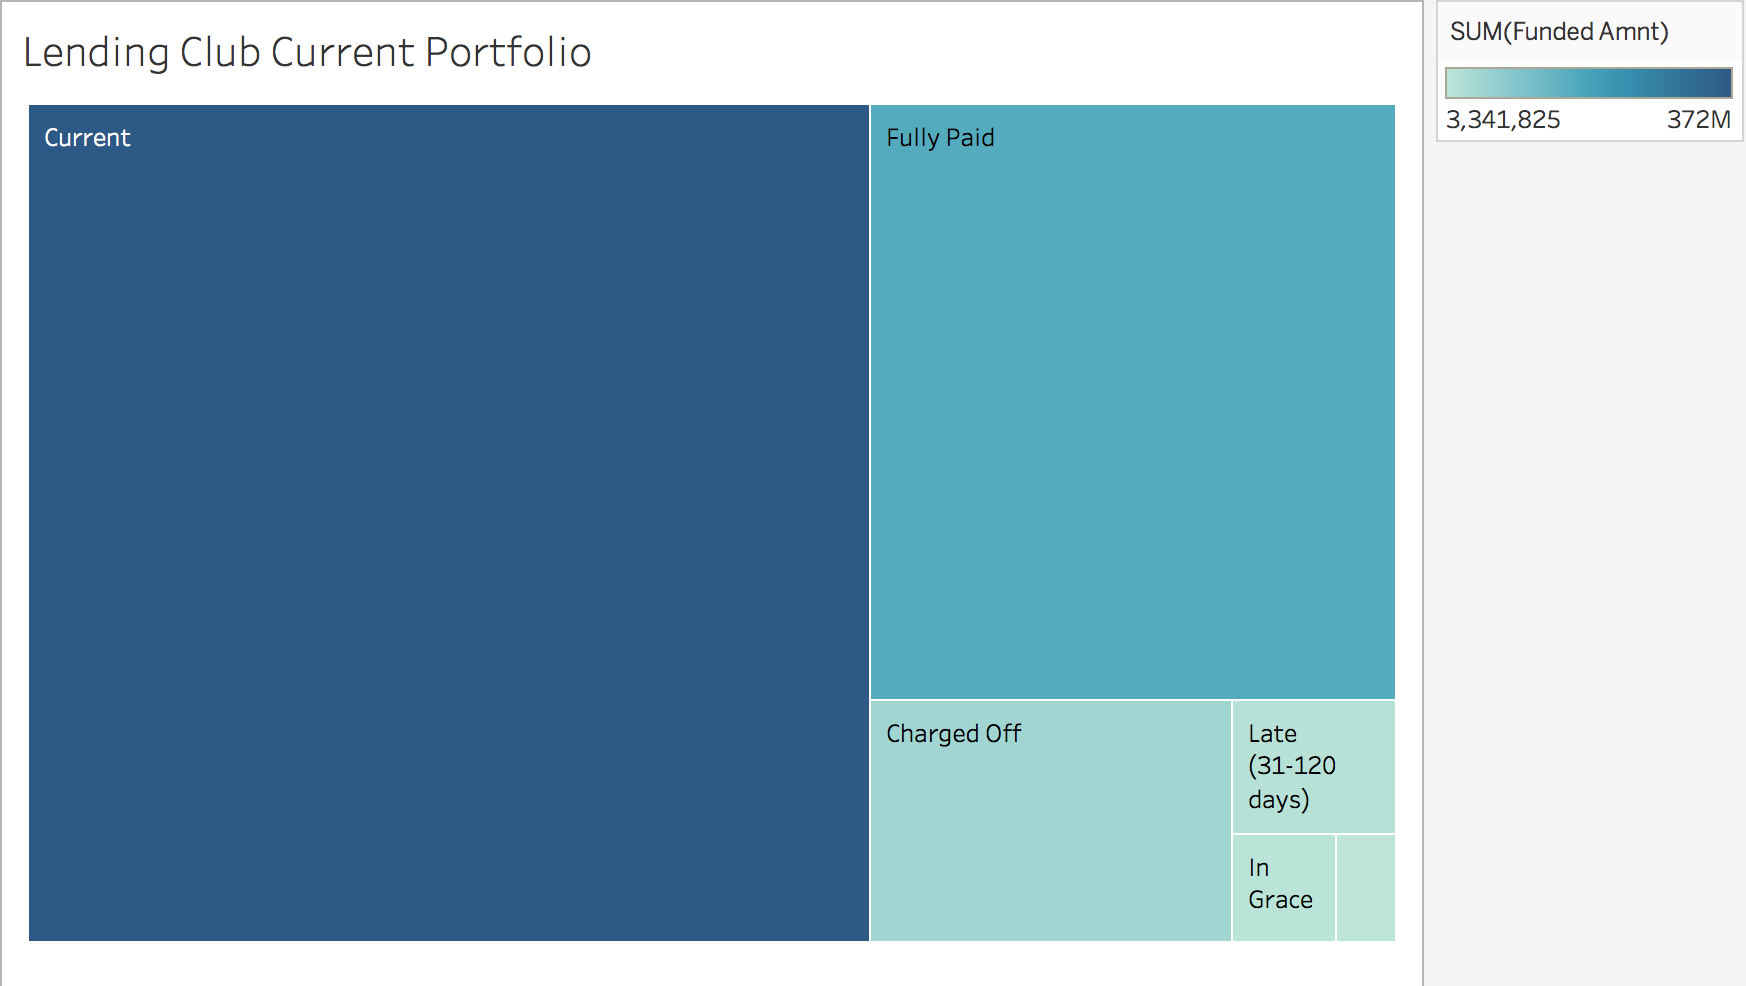 Lending Club Current Portfolio
Current
Fully Paid
Charged Off
Late
(31-120
days)
In
Grace
SUM(Funded Amnt)
3,341,825 372M